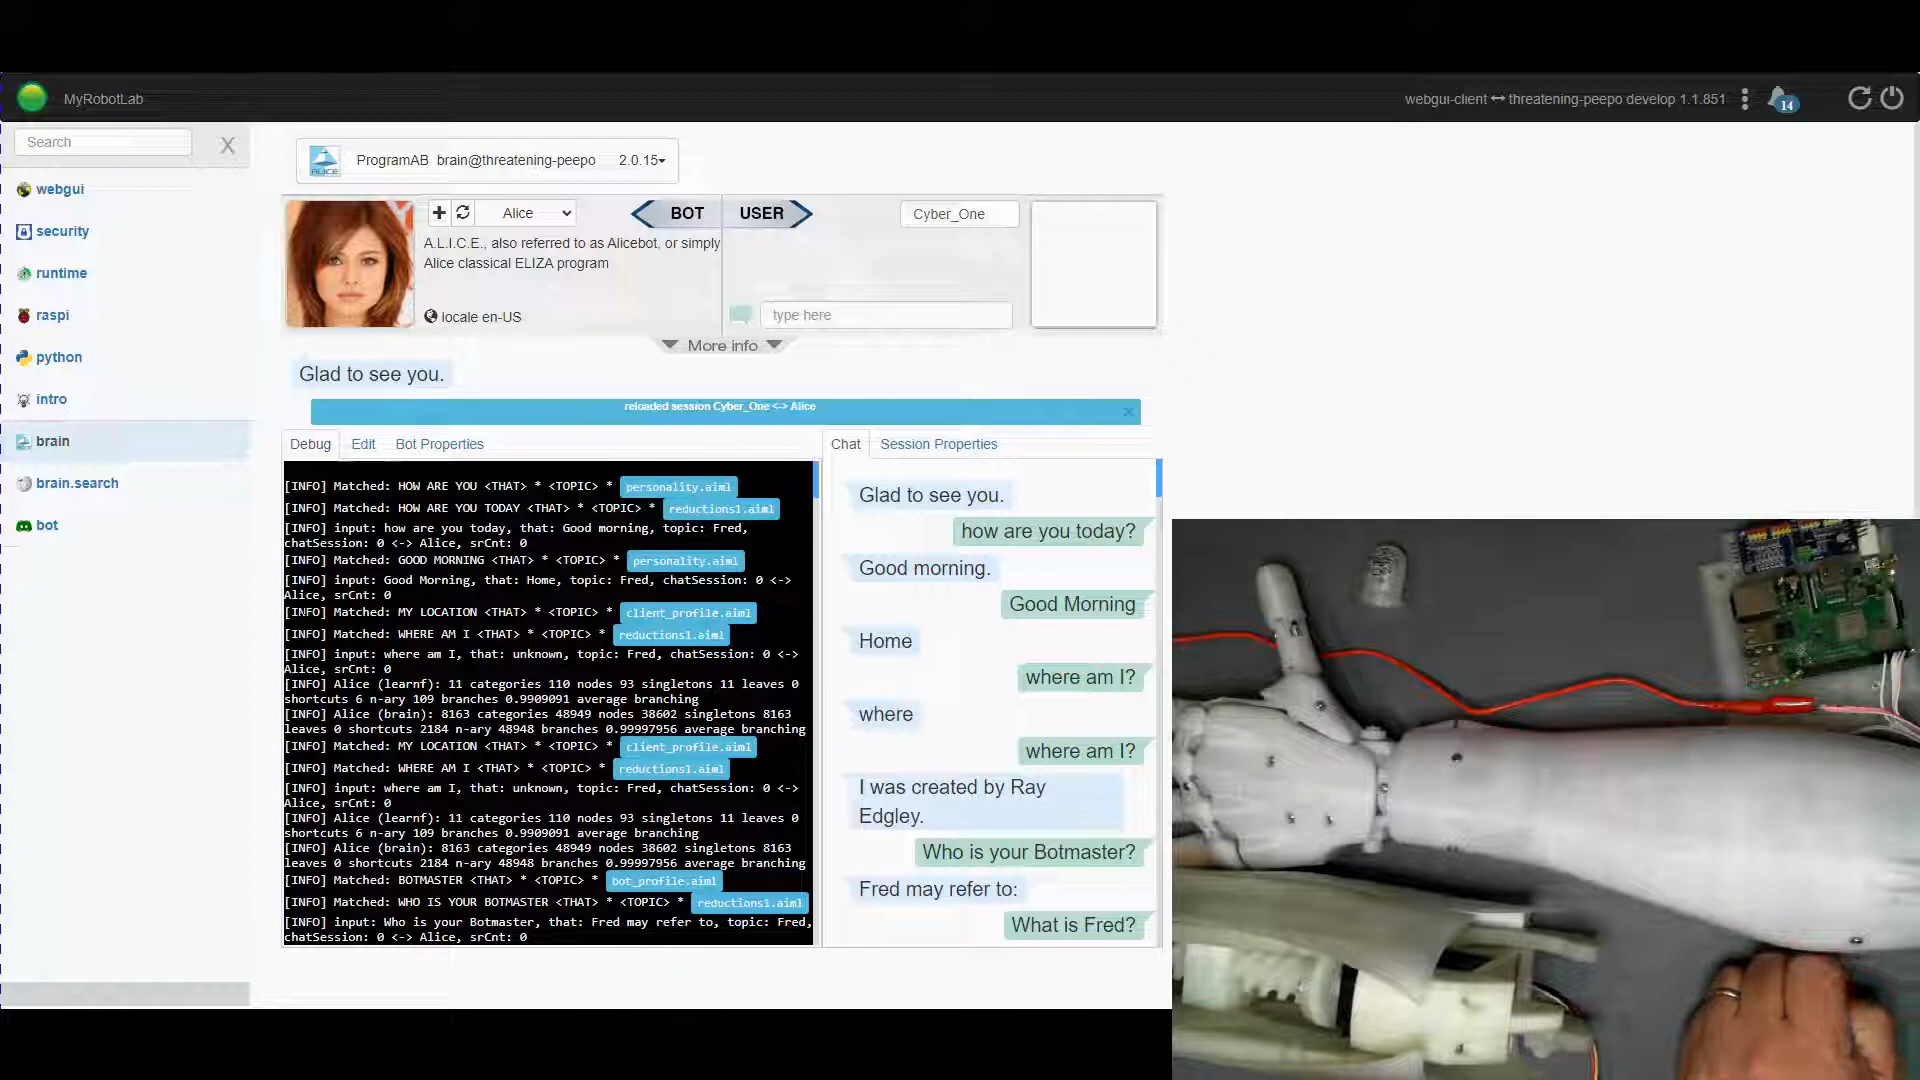 MyRobotLab
webgui-client ↔ threatening-peepo develop 1.1.851
14
Search
X
webgui
security
runtime
raspi
python
intro
brain
brain.search
bot
ALICE
ProgramAB brain@threatening-peepo 2.0.15
Alice
BOT
USER
Cyber_One
A.L.I.C.E., also referred to as Alicebot, or simply
Alice classical ELIZA program
locale en-US
type here
More info
Glad to see you.
reloaded session Cyber_One <-> Alice
×
Debug
Edit
Bot Properties
[INFO] Matched: HOW ARE YOU <THAT> * <TOPIC> * personality.aiml
[INFO] Matched: HOW ARE YOU TODAY <THAT> * <TOPIC> * reductions1.aiml
[INFO] input: how are you today, that: Good morning, topic: Fred,
chatSession: 0 <-> Alice, srCnt: 0
[INFO] Matched: GOOD MORNING <THAT> * <TOPIC> * personality.aiml
[INFO] input: Good Morning, that: Home, topic: Fred, chatSession: 0 <->
Alice, srCnt: 0
[INFO] Matched: MY LOCATION <THAT> * <TOPIC> * client_profile.aiml
[INFO] Matched: WHERE AM I <THAT> * <TOPIC> * reductions1.aiml
[INFO] input: where am I, that: unknown, topic: Fred, chatSession: 0 <->
Alice, srCnt: 0
[INFO] Alice (learnf): 11 categories 110 nodes 93 singletons 11 leaves 0
shortcuts 6 n-ary 109 branches 0.9909091 average branching
[INFO] Alice (brain): 8163 categories 48949 nodes 38602 singletons 8163
leaves 0 shortcuts 2184 n-ary 48948 branches 0.99997956 average branching
[INFO] Matched: MY LOCATION <THAT> * <TOPIC> * client_profile.aiml
[INFO] Matched: WHERE AM I <THAT> * <TOPIC> * reductions1.aiml
[INFO] input: where am I, that: unknown, topic: Fred, chatSession: 0 <->
Alice, srCnt: 0
[INFO] Alice (learnf): 11 categories 110 nodes 93 singletons 11 leaves 0
shortcuts 6 n-ary 109 branches 0.9909091 average branching
[INFO] Alice (brain): 8163 categories 48949 nodes 38602 singletons 8163
leaves 0 shortcuts 2184 n-ary 48948 branches 0.99997956 average branching
[INFO] Matched: BOTMASTER <THAT> * <TOPIC> * bot_profile.aiml
[INFO] Matched: WHO IS YOUR BOTMASTER <THAT> * <TOPIC> * reductions1.aiml
[INFO] input: Who is your Botmaster, that: Fred may refer to, topic: Fred,
chatSession: 0 <-> Alice, srCnt: 0
Chat
Session Properties
Glad to see you.
how are you today?
Good morning.
Good Morning
Home
where am I?
where
where am I?
I was created by Ray
Edgley.
Who is your Botmaster?
Fred may refer to:
What is Fred?